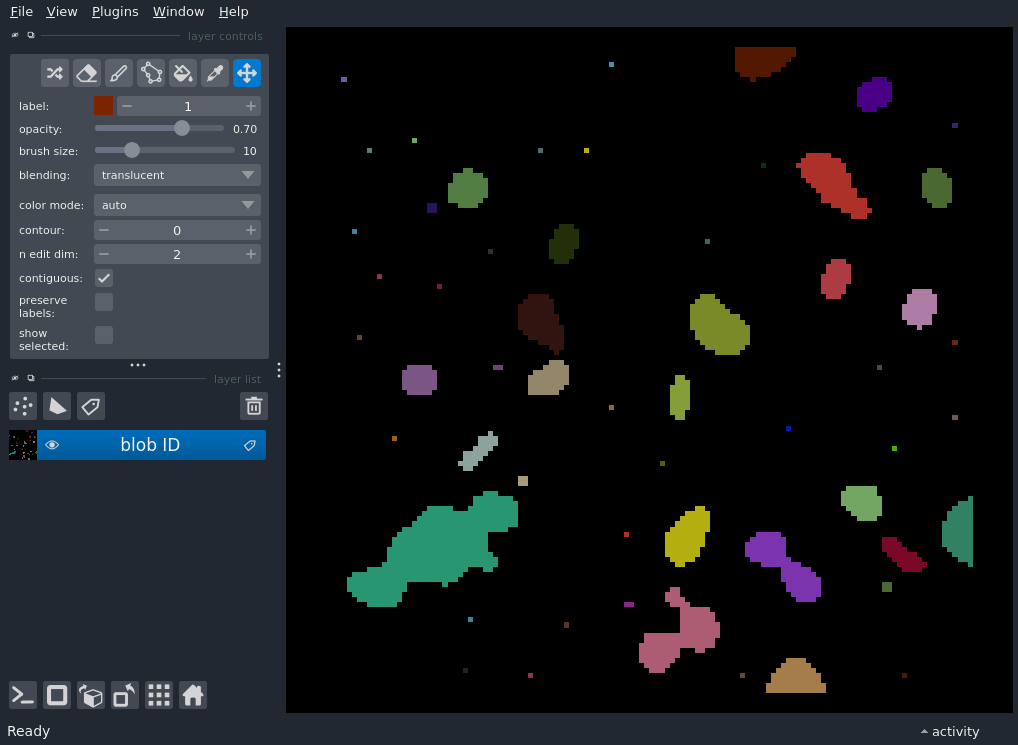 File View Plugins Window Help
layer controls
label: 1
opacity: 0.70
brush size: 10
blending: translucent
color mode: auto
contour: 0
n edit dim: 2
contiguous:
preserve
labels:
show
selected:
layer list
blob ID
Ready
activity